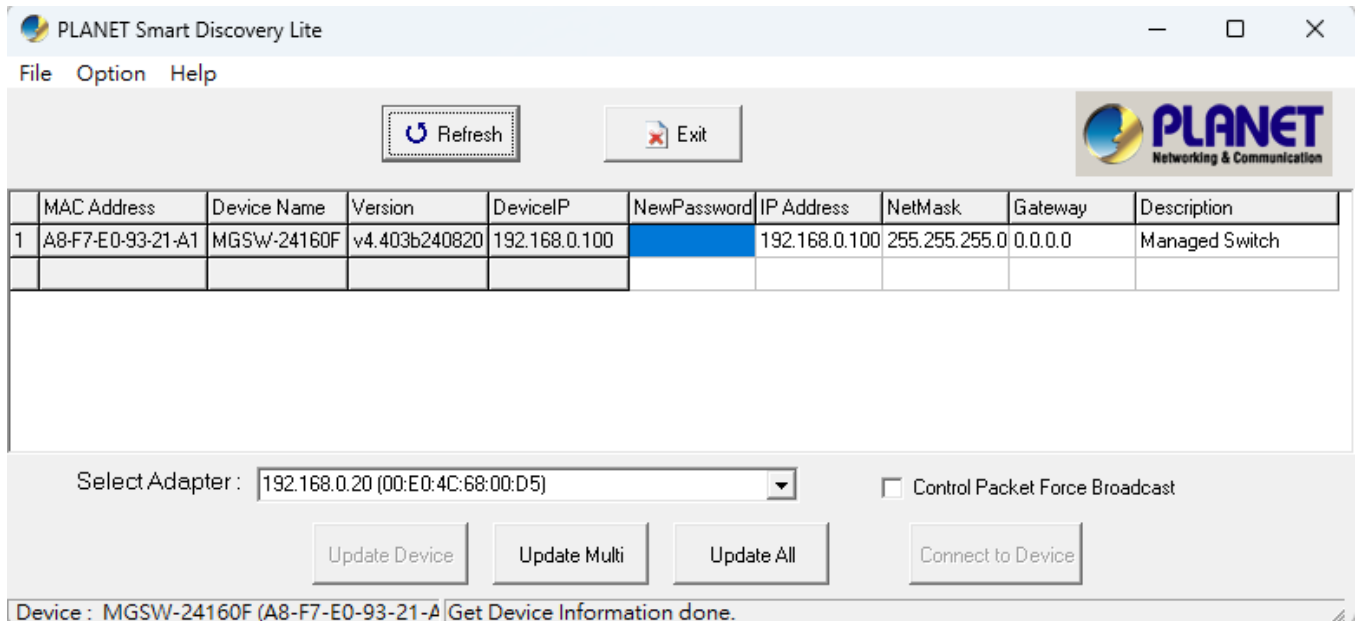 PLANET Smart Discovery Lite
File Option Help
Refresh Exit
PLANET
Networking & Communication
MAC Address Device Name Version DeviceIP NewPassword IP Address NetMask Gateway Description
1 A8-F7-E0-93-21-A1 MGSW-24160F v4.403b240820 192.168.0.100 192.168.0.100 255.255.255.0 0.0.0.0 Managed Switch
Select Adapter : 192.168.0.20 (00:E0:4C:68:00:D5) Control Packet Force Broadcast
Update Device Update Multi Update All Connect to Device
Device : MGSW-24160F (A8-F7-E0-93-21-A Get Device Information done.